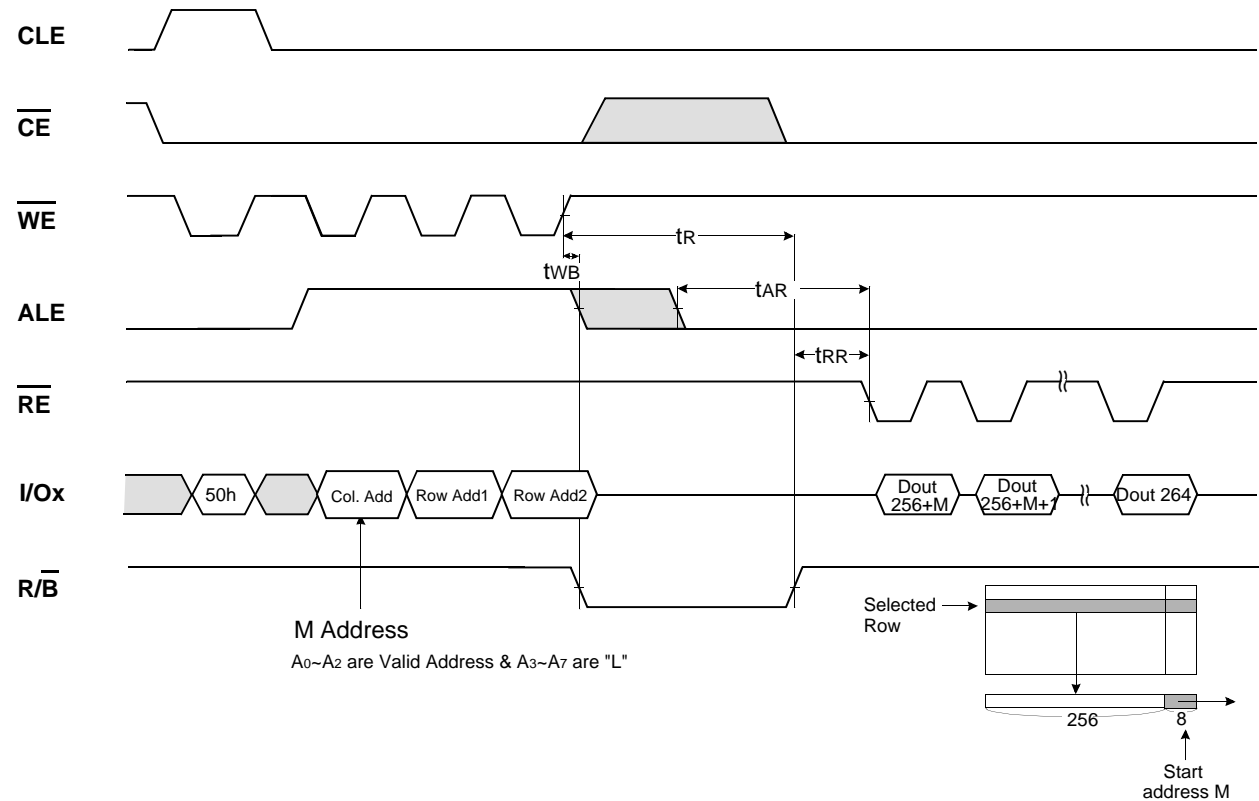 CLE
CE
WE
tR
tWB
ALE
tAR
tRR
RE
I/Ox
50h
Col. Add
Row Add1
Row Add2
Dout
256+M
Dout
256+M+1
Dout 264
R/B
M Address
A0~A2 are Valid Address & A3~A7 are "L"
Selected
Row
256
8
Start
address M